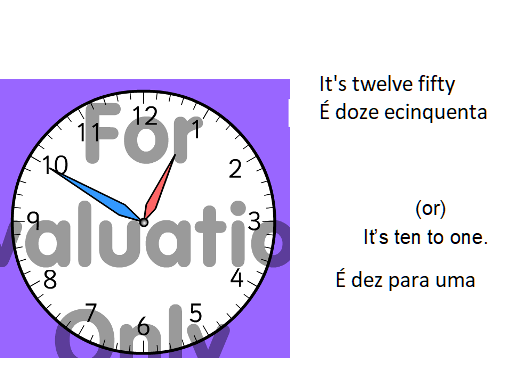 It's twelve fifty
É doze ecinquenta
(or)
It's ten to one.
É dez para uma
12
1
2
3
4
5
6
7
8
9
10
11
For
valuatio
Only